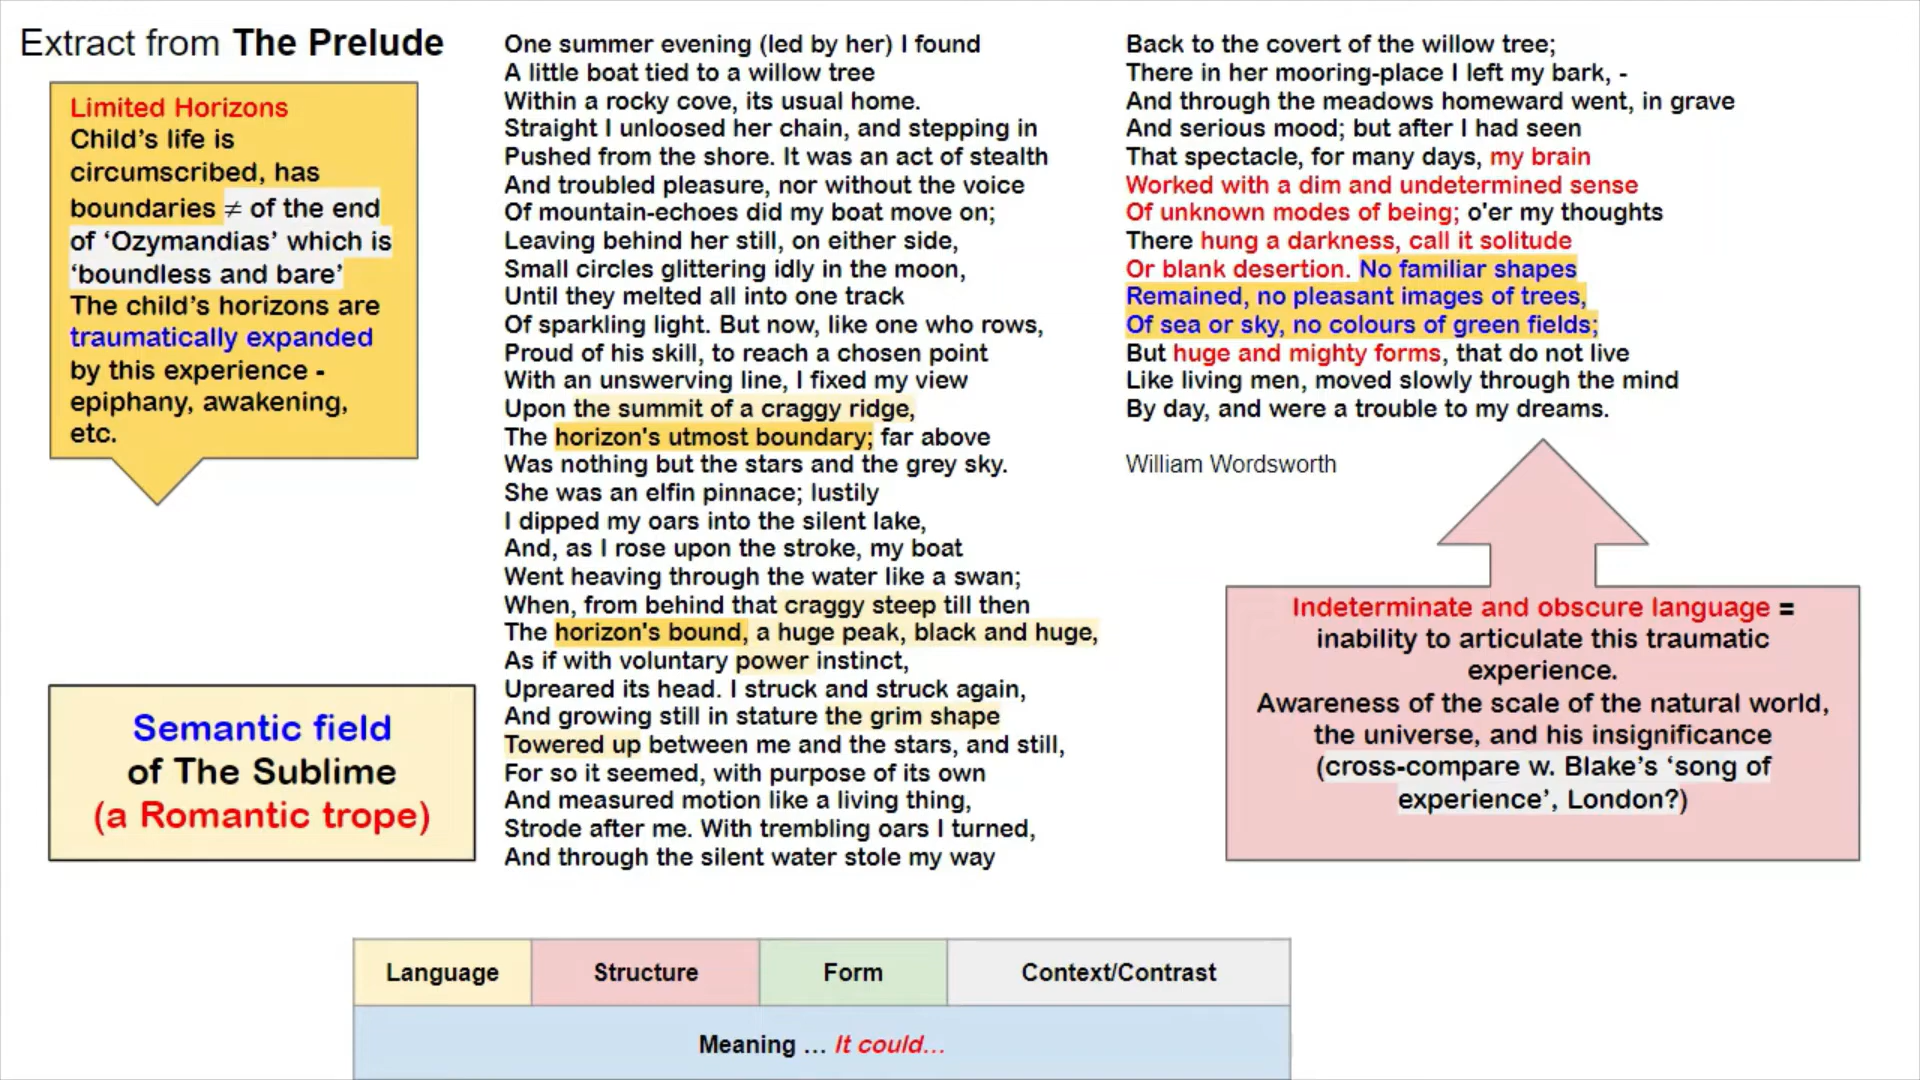 Extract from The Prelude
Limited Horizons
Child's life is
circumscribed, has
boundaries ≠ of the end
of ‘Ozymandias’ which is
‘boundless and bare’
The child's horizons are
traumatically expanded
by this experience -
epiphany, awakening,
etc.
Semantic field
of The Sublime
(a Romantic trope)
One summer evening (led by her) I found
A little boat tied to a willow tree
Within a rocky cove, its usual home.
Straight I unloosed her chain, and stepping in
Pushed from the shore. It was an act of stealth
And troubled pleasure, nor without the voice
Of mountain-echoes did my boat move on;
Leaving behind her still, on either side,
Small circles glittering idly in the moon,
Until they melted all into one track
Of sparkling light. But now, like one who rows,
Proud of his skill, to reach a chosen point
With an unswerving line, I fixed my view
Upon the summit of a craggy ridge,
The horizon's utmost boundary; far above
Was nothing but the stars and the grey sky.
She was an elfin pinnace; lustily
I dipped my oars into the silent lake,
And, as I rose upon the stroke, my boat
Went heaving through the water like a swan;
When, from behind that craggy steep till then
The horizon's bound, a huge peak, black and huge,
As if with voluntary power instinct,
Upreared its head. I struck and struck again,
And growing still in stature the grim shape
Towered up between me and the stars, and still,
For so it seemed, with purpose of its own
And measured motion like a living thing,
Strode after me. With trembling oars I turned,
And through the silent water stole my way
Back to the covert of the willow tree;
There in her mooring-place I left my bark, -
And through the meadows homeward went, in grave
And serious mood; but after I had seen
That spectacle, for many days, my brain
Worked with a dim and undetermined sense
Of unknown modes of being; o'er my thoughts
There hung a darkness, call it solitude
Or blank desertion. No familiar shapes
Remained, no pleasant images of trees,
Of sea or sky, no colours of green fields;
But huge and mighty forms, that do not live
Like living men, moved slowly through the mind
By day, and were a trouble to my dreams.
William Wordsworth
Indeterminate and obscure language =
inability to articulate this traumatic
experience.
Awareness of the scale of the natural world,
the universe, and his insignificance
(cross-compare w. Blake's ‘song of
experience’, London?)
Language
Structure
Form
Context/Contrast
Meaning ... It could...